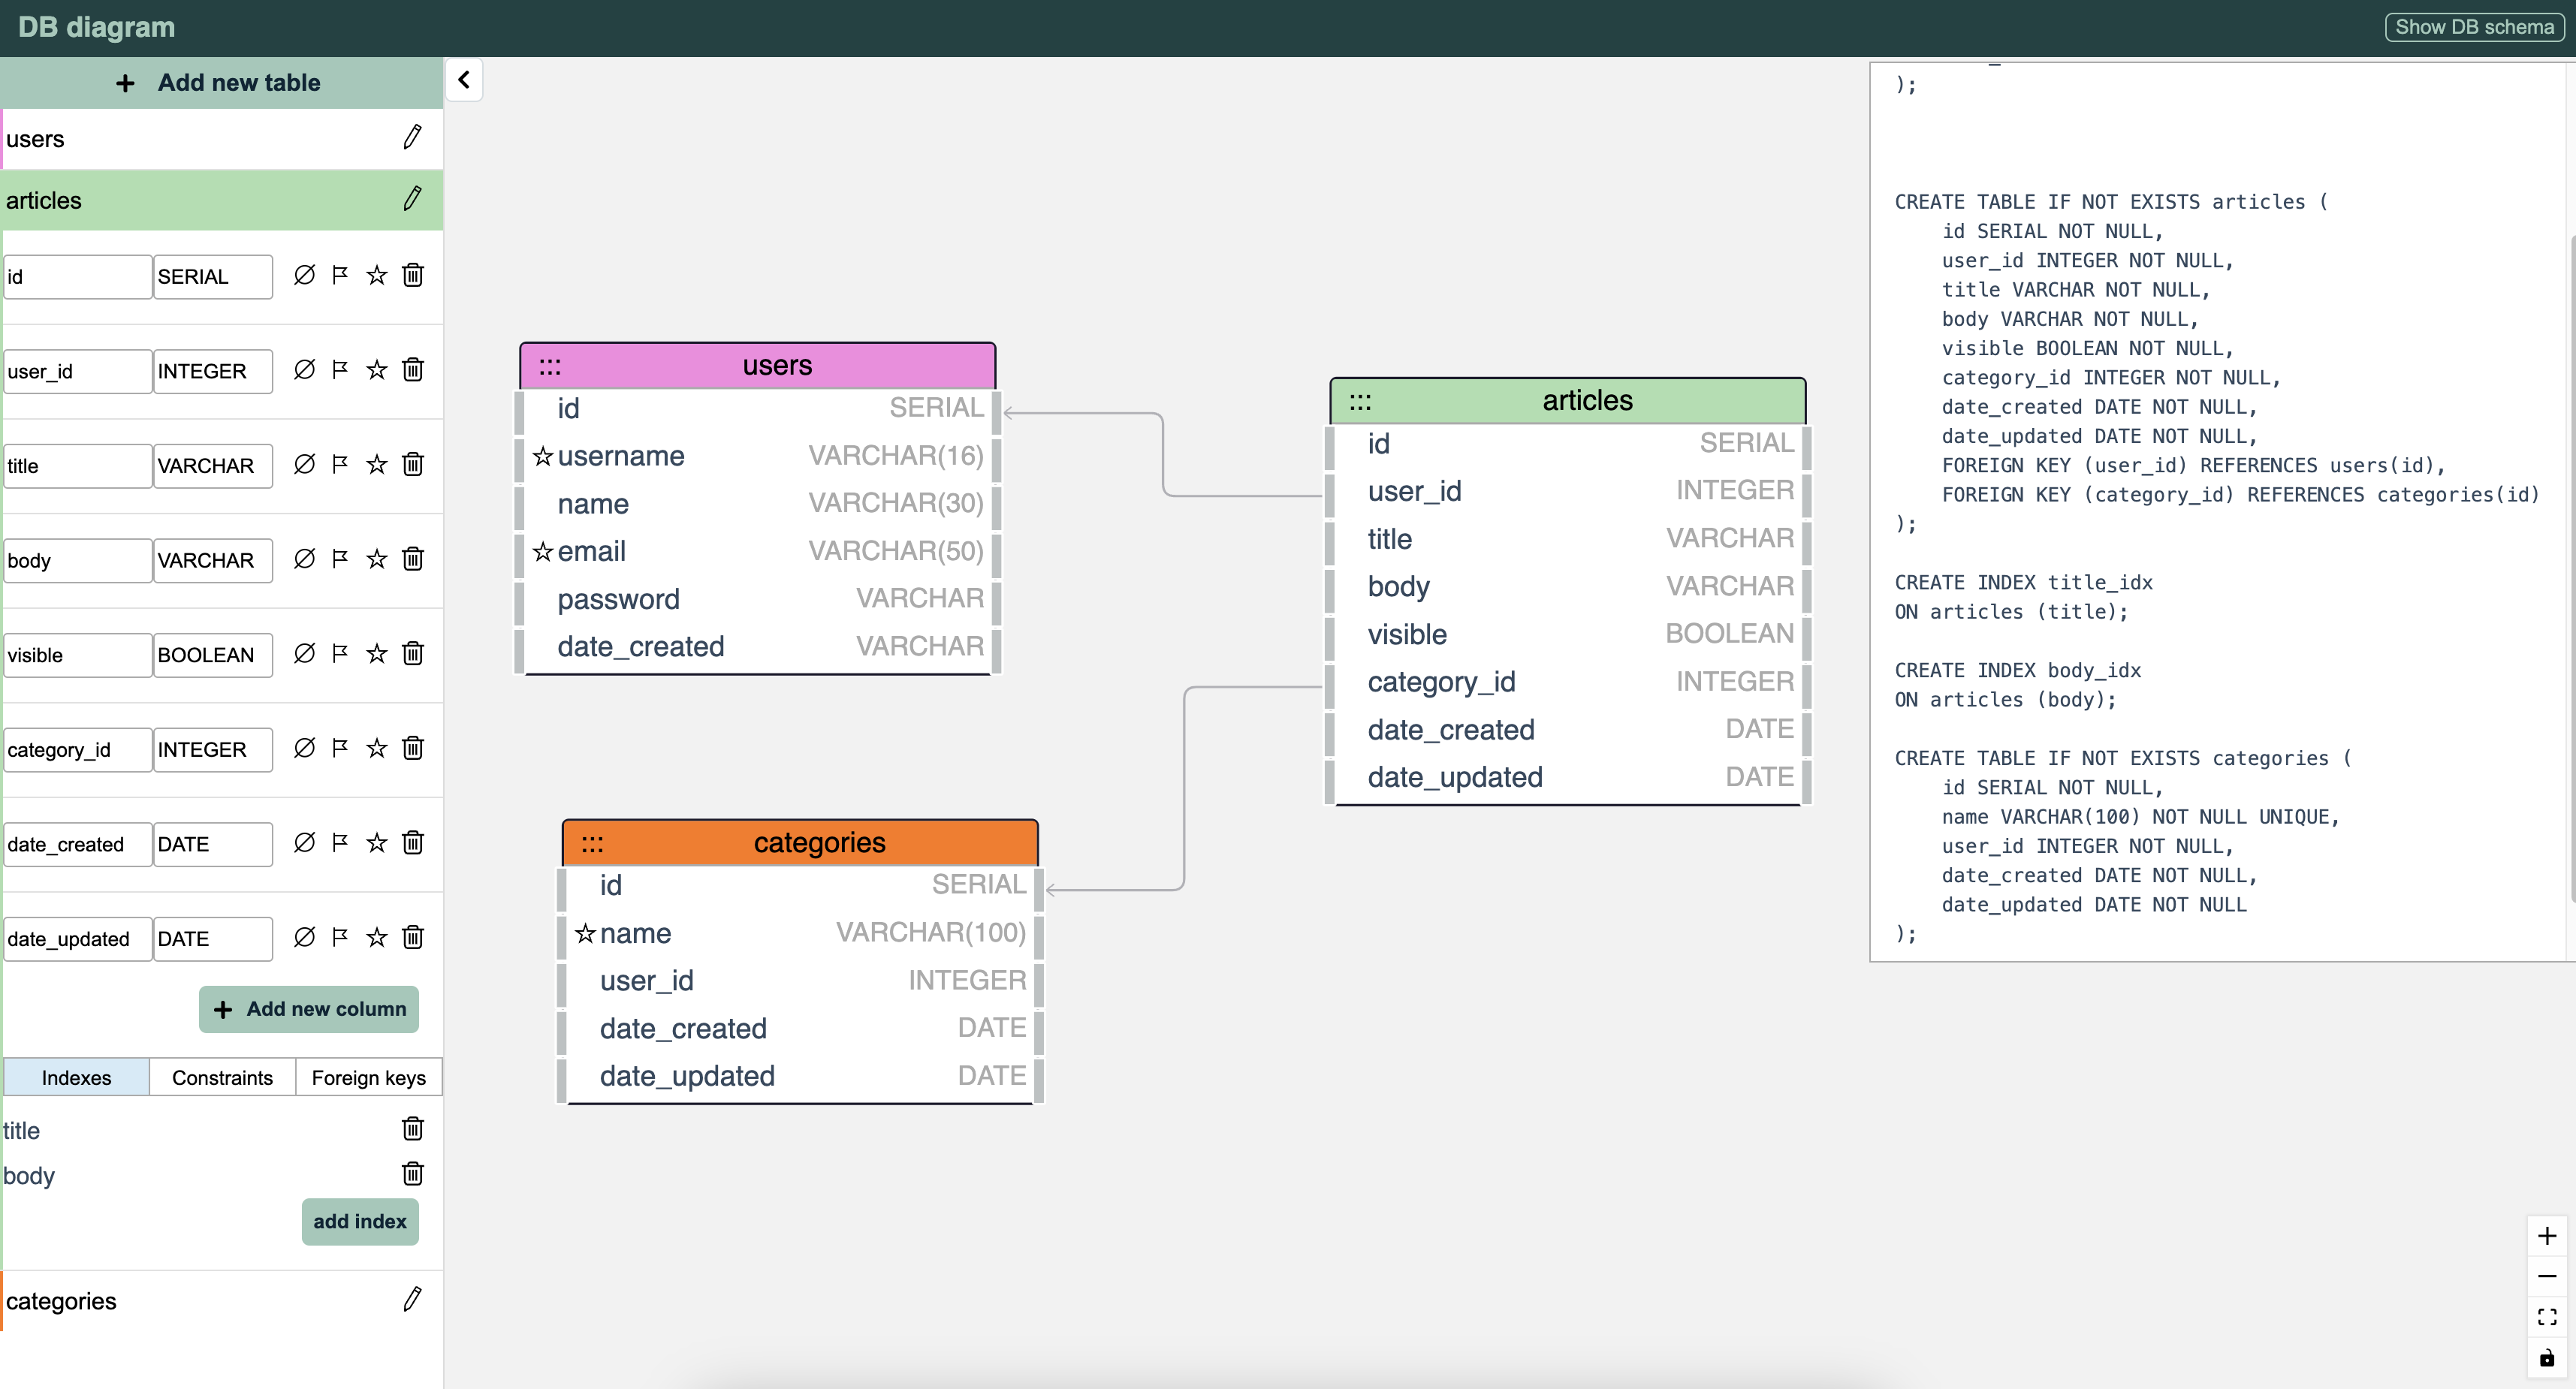 DB diagram
Show DB schema
Add new table
users
articles
id SERIAL
user_id INTEGER
title VARCHAR
body VARCHAR
visible BOOLEAN
category_id INTEGER
date_created DATE
date_updated DATE
Add new column
Indexes Constraints Foreign keys
title
body
add index
categories
users
id SERIAL
username VARCHAR(16)
name VARCHAR(30)
email VARCHAR(50)
password VARCHAR
date_created VARCHAR
categories
id SERIAL
name VARCHAR(100)
user_id INTEGER
date_created DATE
date_updated DATE
articles
id SERIAL
user_id INTEGER
title VARCHAR
body VARCHAR
visible BOOLEAN
category_id INTEGER
date_created DATE
date_updated DATE
);
CREATE TABLE IF NOT EXISTS articles (
id SERIAL NOT NULL,
user_id INTEGER NOT NULL,
title VARCHAR NOT NULL,
body VARCHAR NOT NULL,
visible BOOLEAN NOT NULL,
category_id INTEGER NOT NULL,
date_created DATE NOT NULL,
date_updated DATE NOT NULL,
FOREIGN KEY (user_id) REFERENCES users(id),
FOREIGN KEY (category_id) REFERENCES categories(id)
);
CREATE INDEX title_idx
ON articles (title);
CREATE INDEX body_idx
ON articles (body);
CREATE TABLE IF NOT EXISTS categories (
id SERIAL NOT NULL,
name VARCHAR(100) NOT NULL UNIQUE,
user_id INTEGER NOT NULL,
date_created DATE NOT NULL,
date_updated DATE NOT NULL
);